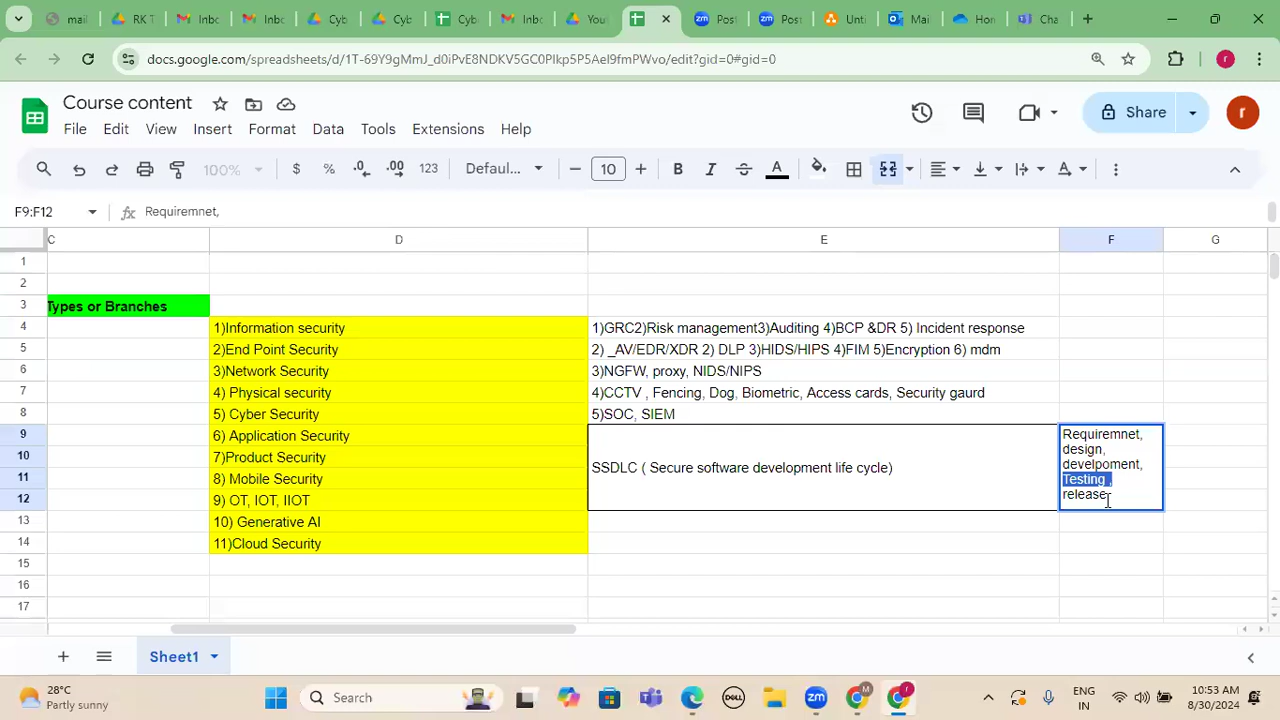 RK T
Inbo
Inb
Cyb
Cyb
Cyb
Inbo
You
Post
Post
Unti
Mai
Hon
Cha
docs.google.com/spreadsheets/d/1T-69Y9gMmJ_d0iPvE8NDKV5GC0PIkp5P5AeI9fmPWvo/edit?gid=0#gid=0
r
Course content
File Edit View Insert Format Data Tools Extensions Help
Share
r
100% $ % .0 .00 123 Defaul... 10 B I A
F9:F12 fx Requiremnet,
C D E F G
1
2
3 Types or Branches
4 1)Information security 1)GRC2)Risk management3)Auditing 4)BCP &DR 5) Incident response
5 2)End Point Security 2) _AV/EDR/XDR 2) DLP 3)HIDS/HIPS 4)FIM 5)Encryption 6) mdm
6 3)Network Security 3)NGFW, proxy, NIDS/NIPS
7 4) Physical security 4)CCTV , Fencing, Dog, Biometric, Access cards, Security gaurd
8 5) Cyber Security 5)SOC, SIEM
9 6) Application Security
10 7)Product Security
11 8) Mobile Security
12 9) OT, IOT, IIOT
SSDLC ( Secure software development life cycle)
Requiremnet,
design,
develpoment,
Testing ,
release
13 10) Generative AI
14 11)Cloud Security
15
16
17
Sheet1
28°C
Partly sunny
Search
DELL
zm
M
r
ENG
IN
10:53 AM
8/30/2024